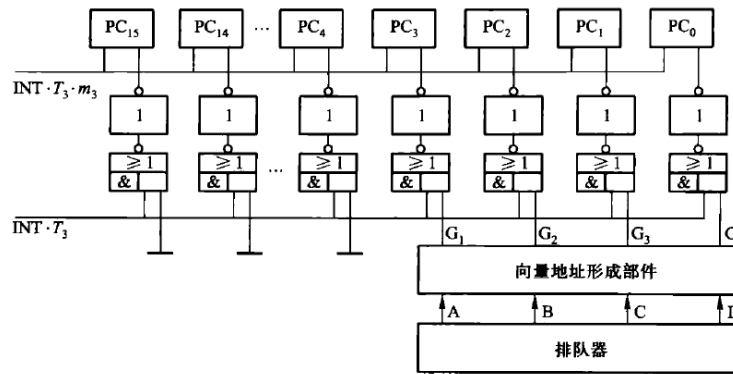 PC₁₅ PC₁₄ … PC₄ PC₃ PC₂ PC₁ PC₀
INT·T₃·m₃
1 1 1 1 1 1 1
≥1 ≥1 … ≥1 ≥1 ≥1 ≥1 ≥1
& & & & & & &
INT·T₃
G₁ G₂ G₃
向量地址形成部件
A B C
排队器